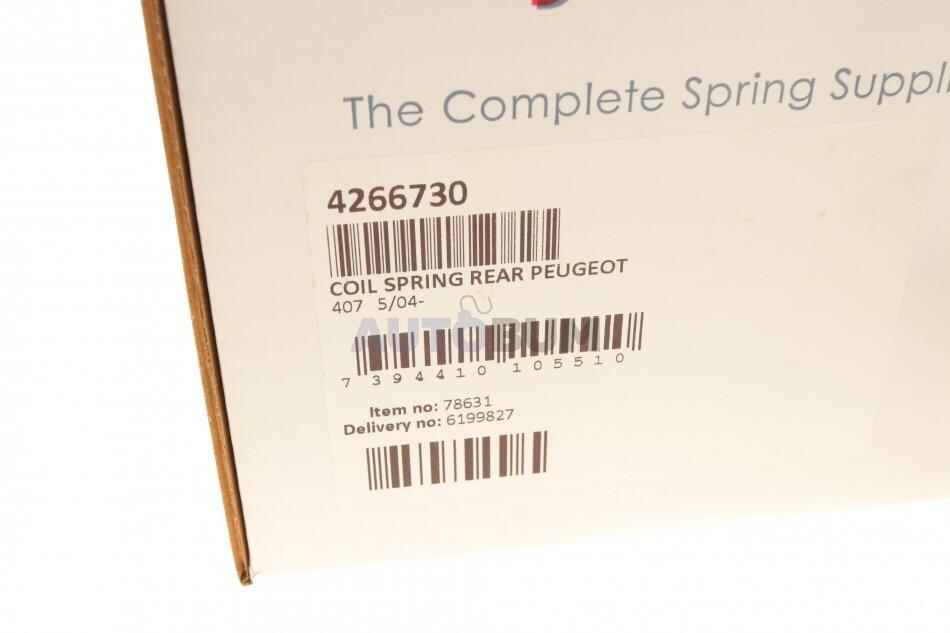 The Complete Spring Suppli
4266730
COIL SPRING REAR PEUGEOT
407 5/04-
AUTOBUM
7 394410 105510
Item no: 78631
Delivery no: 6199827